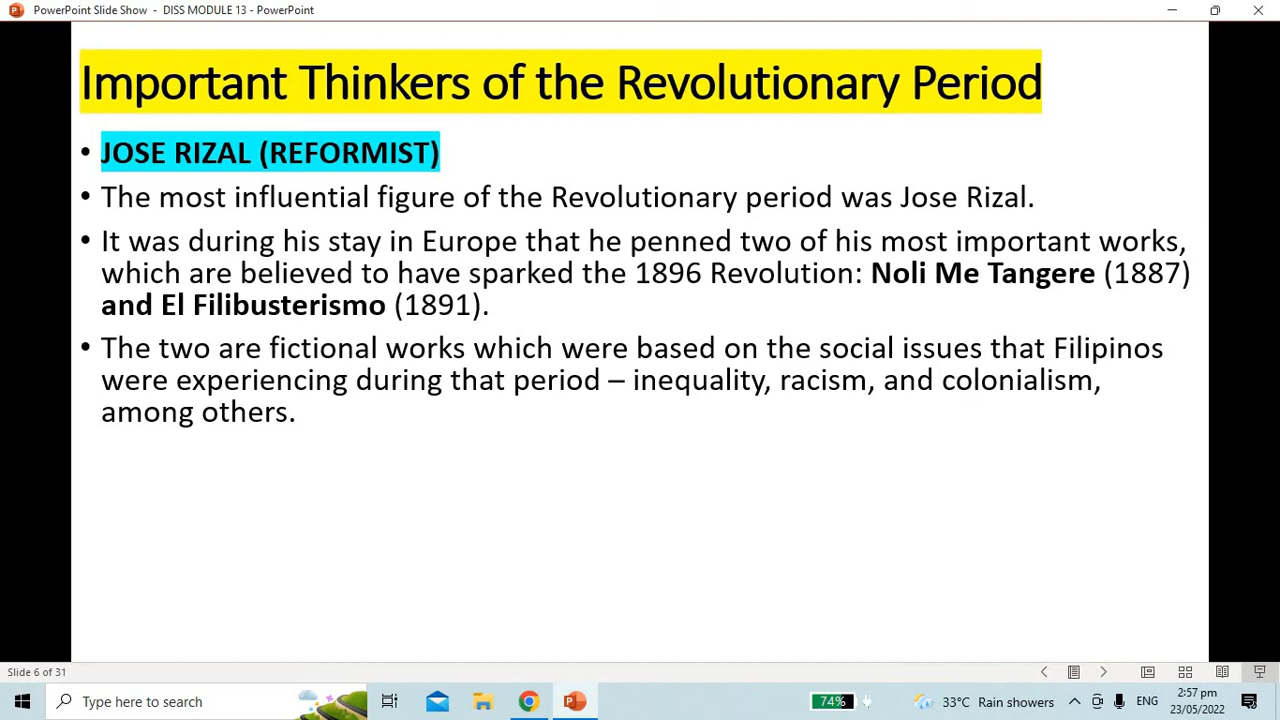 PowerPoint Slide Show - DISS MODULE 13 - PowerPoint
Important Thinkers of the Revolutionary Period
• JOSE RIZAL (REFORMIST)
• The most influential figure of the Revolutionary period was Jose Rizal.
• It was during his stay in Europe that he penned two of his most important works,
which are believed to have sparked the 1896 Revolution: Noli Me Tangere (1887)
and El Filibusterismo (1891).
• The two are fictional works which were based on the social issues that Filipinos
were experiencing during that period – inequality, racism, and colonialism,
among others.
Slide 6 of 31
Type here to search
74%
33°C Rain showers
ENG
2:57 pm
23/05/2022